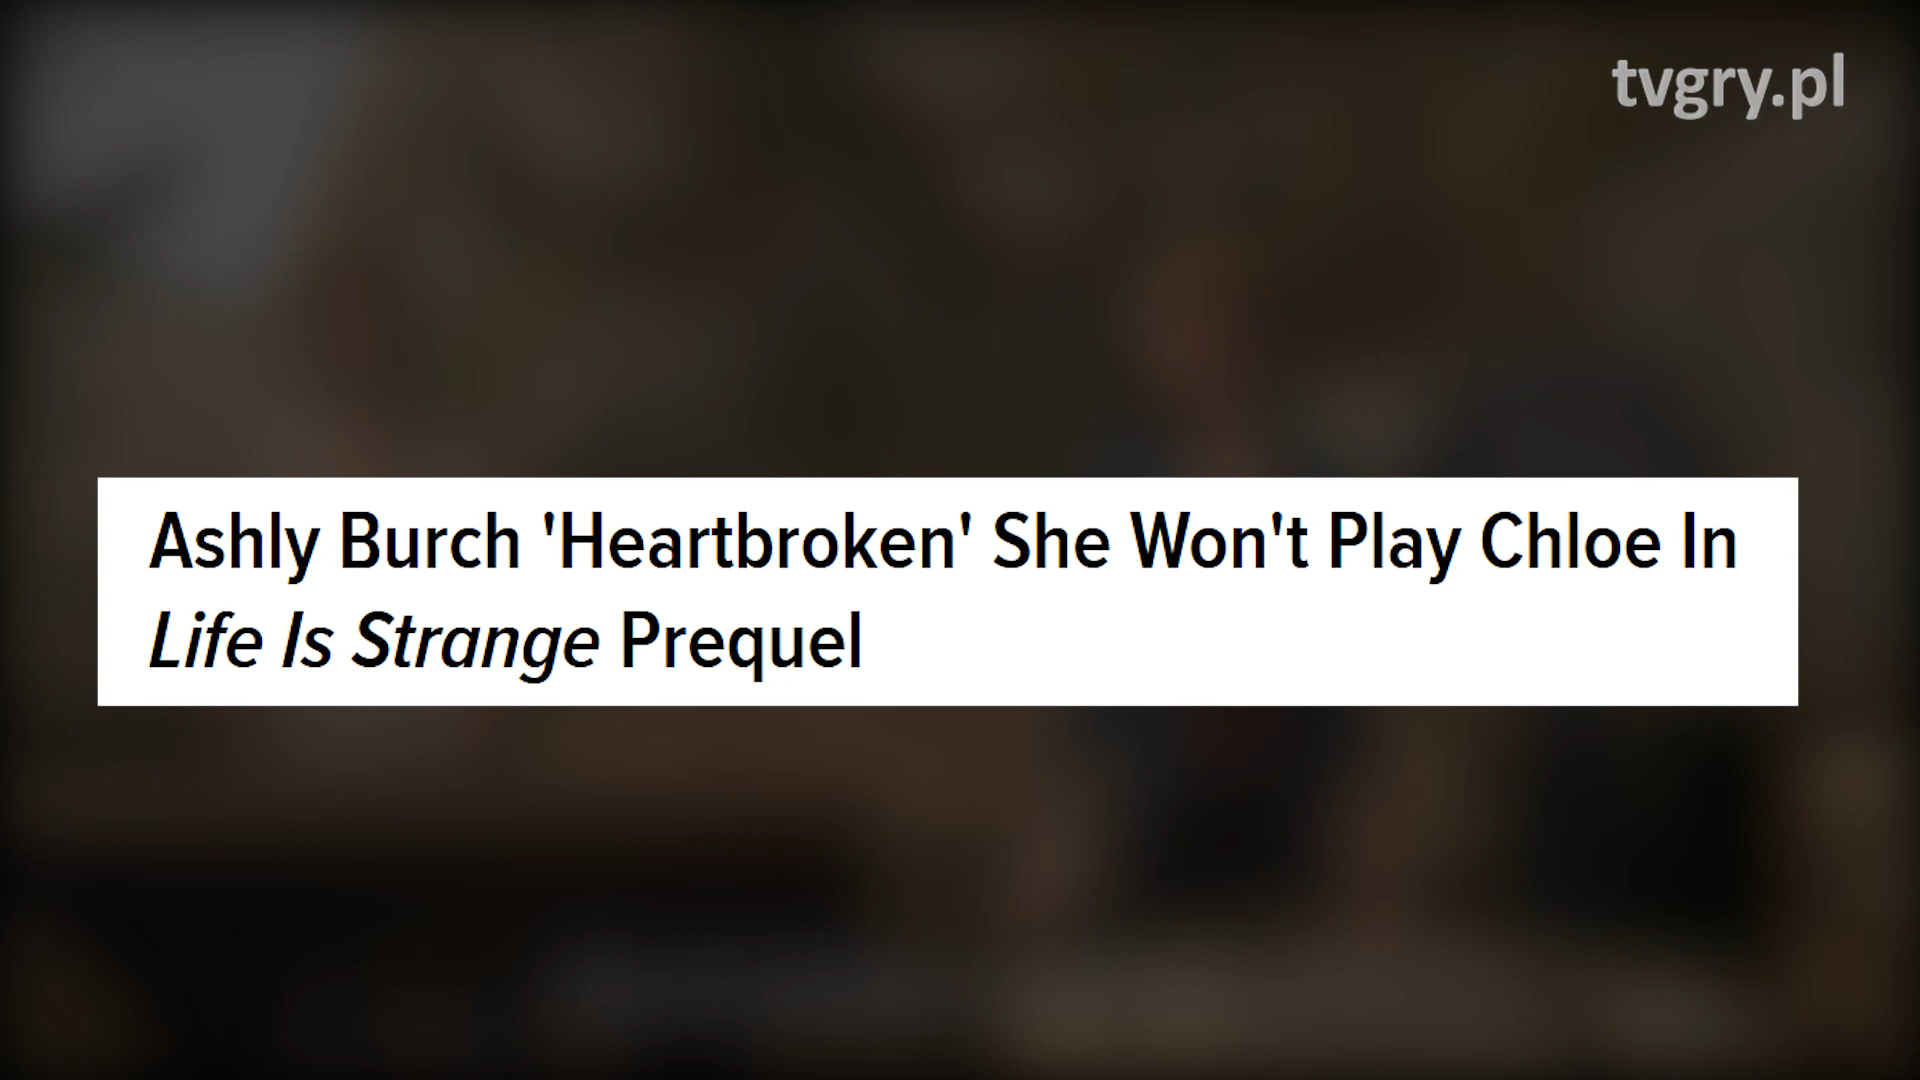 tvgry.pl
Ashly Burch 'Heartbroken' She Won't Play Chloe In
Life Is Strange Prequel